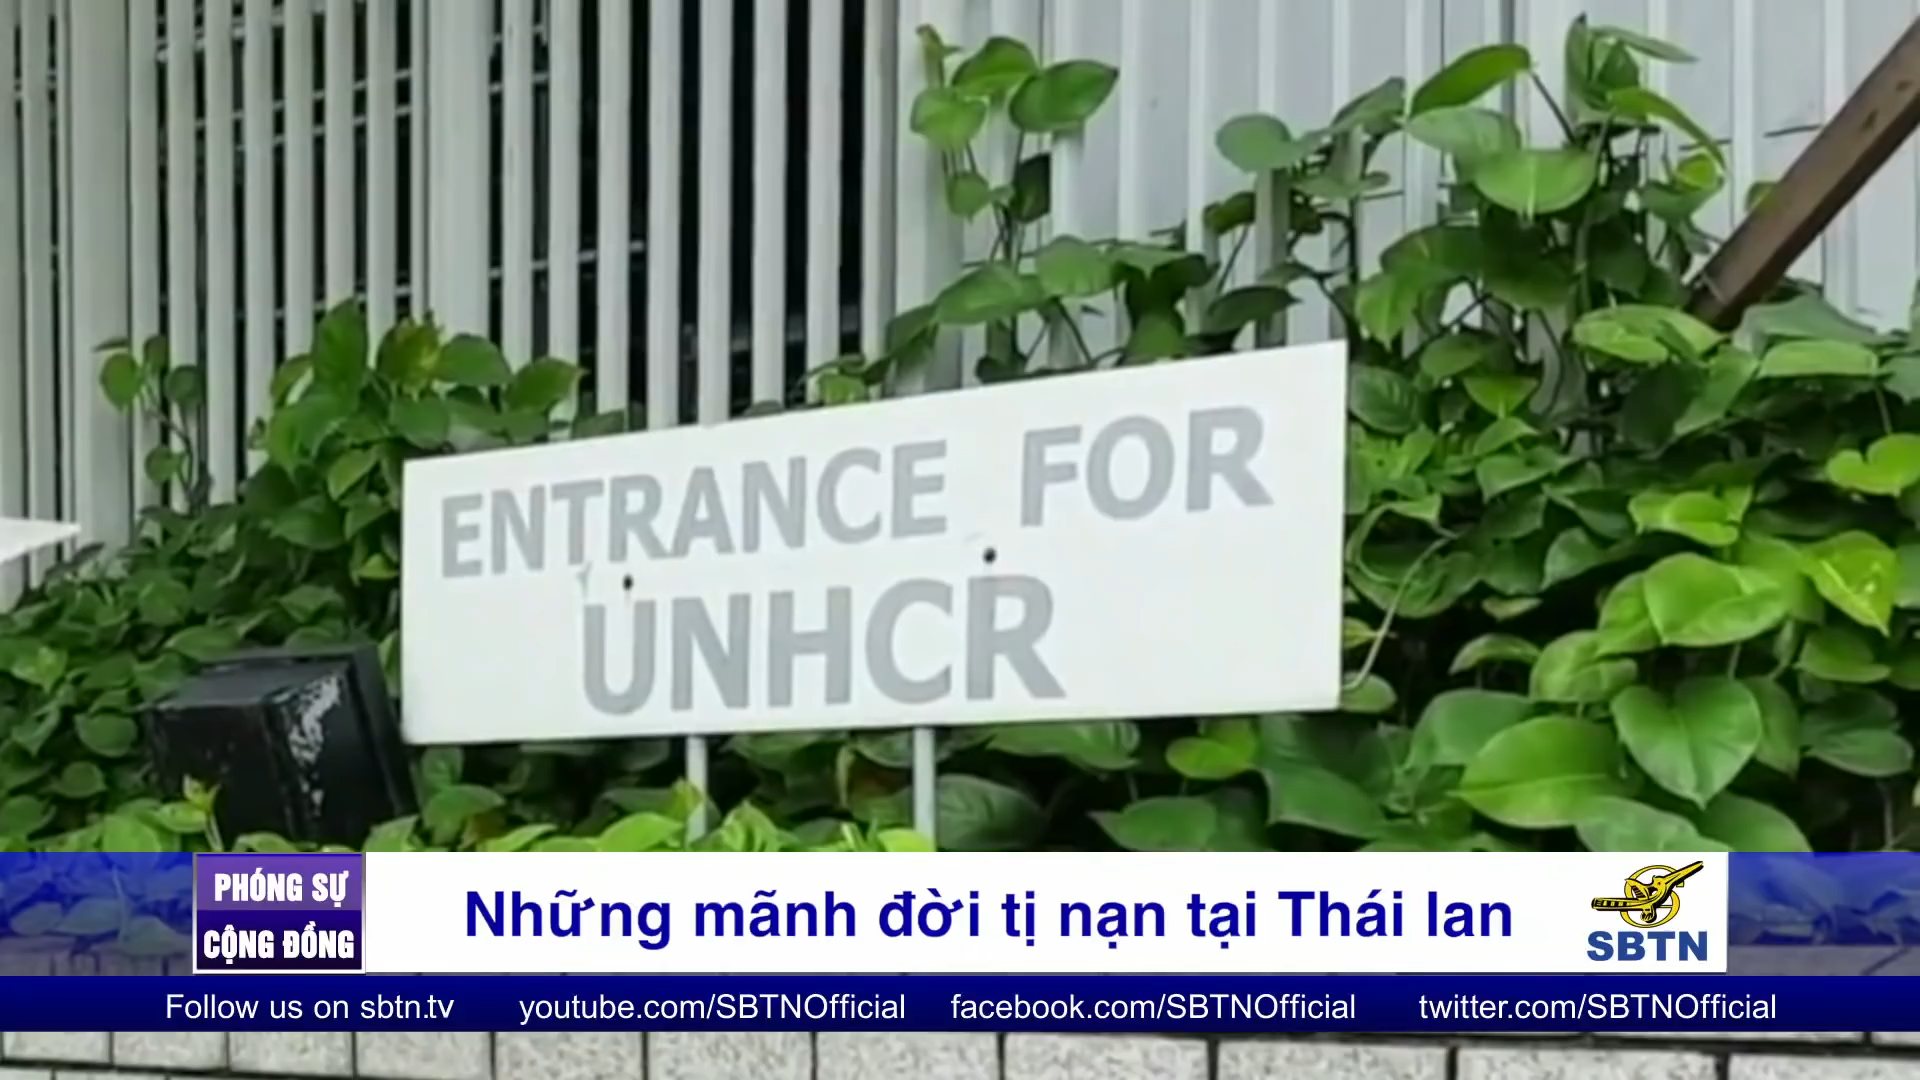 ENTRANCE FOR
UNHCR
PHÓNG SỰ
CỘNG ĐỒNG
Những mãnh đời tị nạn tại Thái lan
SBTN
Follow us on sbtn.tv youtube.com/SBTNOfficial facebook.com/SBTNOfficial twitter.com/SBTNOfficial